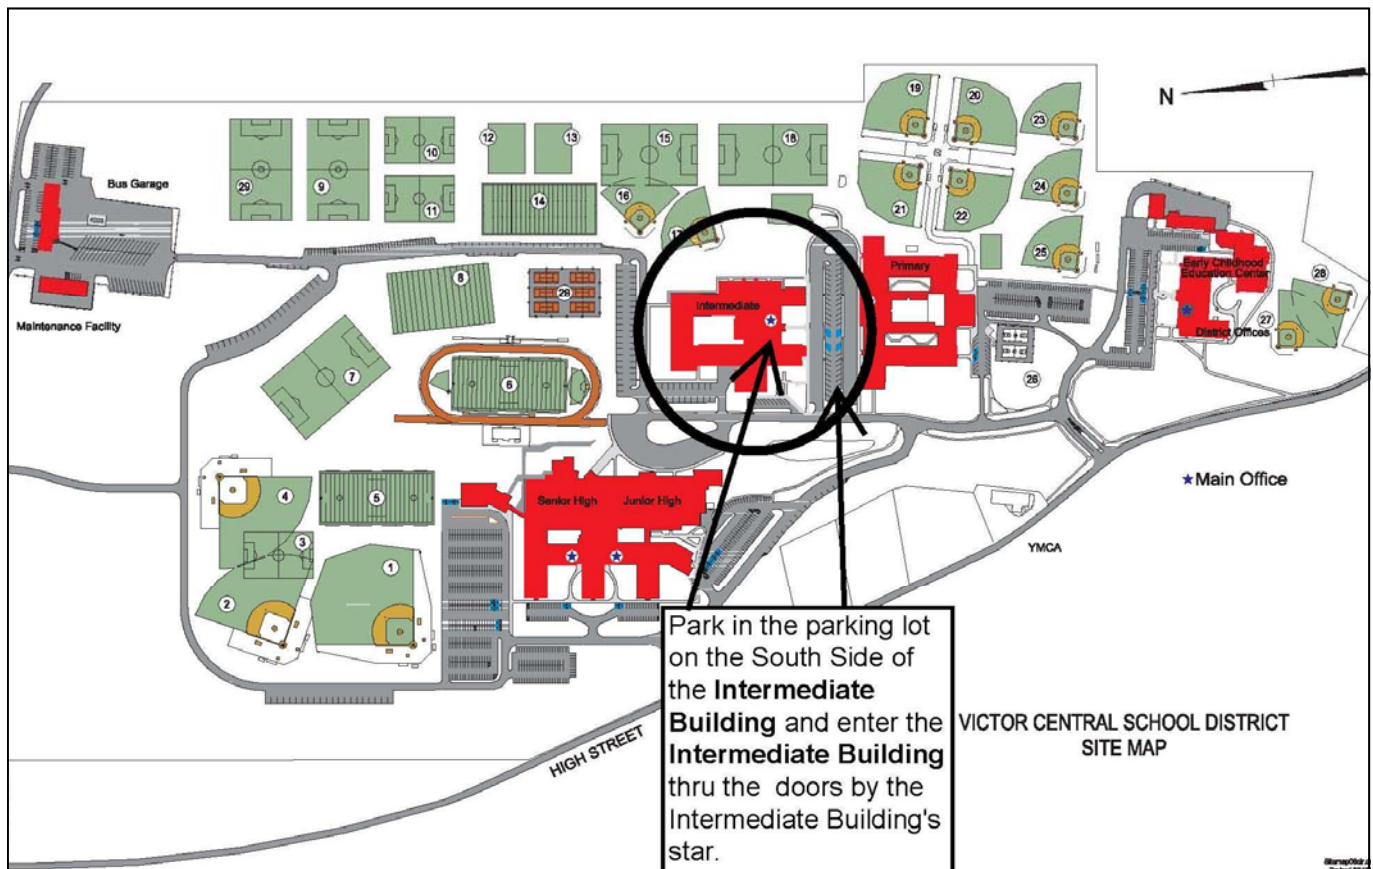 19
20
23
N
12
13
15
18
10
Bus Garage
29
9
24
16
14
11
21
22
17
25
Primary
Early Childhood
Education Center
28
8
29
Intermediate
27
District Offices
Maintenance Facility
7
6
26
Main Office
4
5
Senior High
Junior High
3
YMCA
1
2
Park in the parking lot
on the South Side of
the Intermediate
Building and enter the
Intermediate Building
thru the doors by the
Intermediate Building's
star.
VICTOR CENTRAL SCHOOL DISTRICT
SITE MAP
HIGH STREET